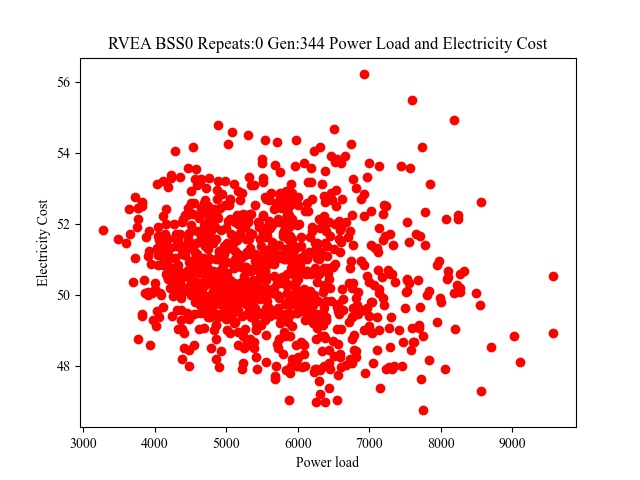 RVEA BSS0 Repeats:0 Gen:344 Power Load and Electricity Cost
56
54
52
50
48
Electricity Cost
3000 4000 5000 6000 7000 8000 9000
Power load